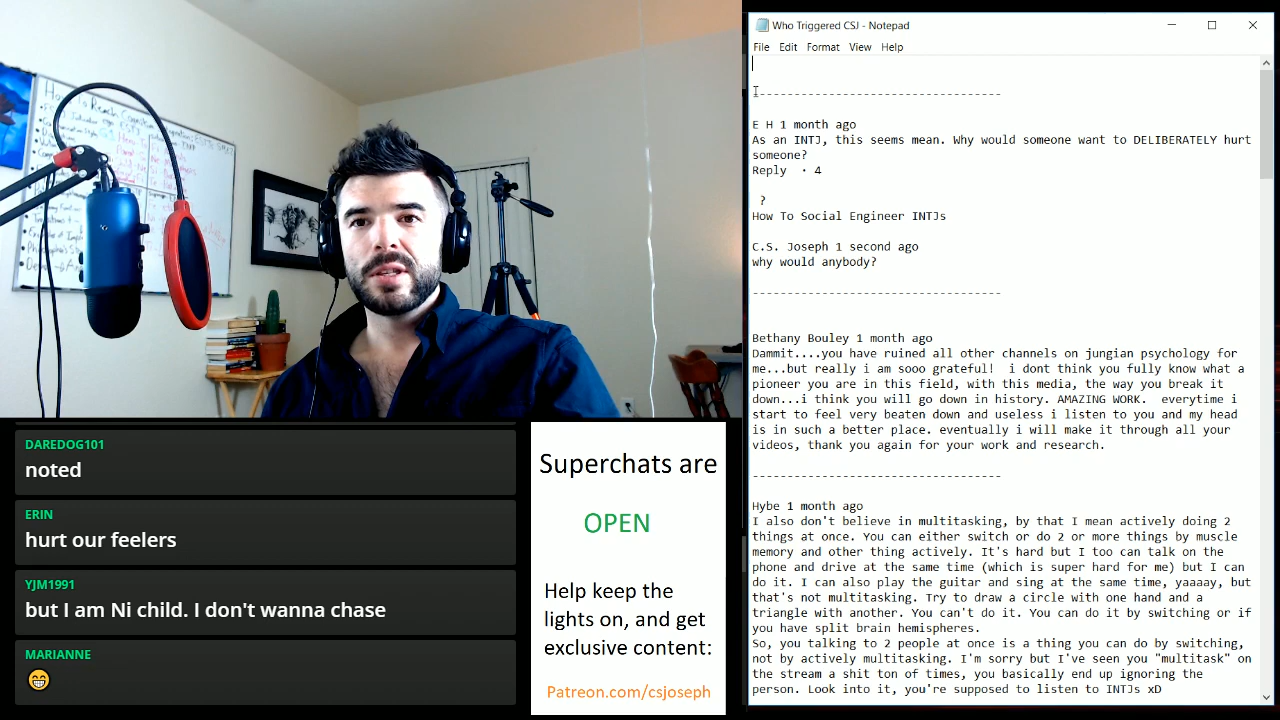 Who Triggered CSJ - Notepad
File Edit Format View Help
------------------------------------
E H 1 month ago
As an INTJ, this seems mean. Why would someone want to DELIBERATELY hurt
someone?
Reply · 4
?
How To Social Engineer INTJs
C.S. Joseph 1 second ago
why would anybody?
------------------------------------
Bethany Bouley 1 month ago
Dammit....you have ruined all other channels on jungian psychology for
me...but really i am sooo grateful!  i dont think you fully know what a
pioneer you are in this field, with this media, the way you break it
down...i think you will go down in history. AMAZING WORK.  everytime i
start to feel very beaten down and useless i listen to you and my head
is in such a better place. eventually i will make it through all your
videos, thank you again for your work and research.
------------------------------------
Hybe 1 month ago
I also don't believe in multitasking, by that I mean actively doing 2
things at once. You can either switch or do 2 or more things by muscle
memory and other thing actively. It's hard but I too can talk on the
phone and drive at the same time (which is super hard for me) but I can
do it. I can also play the guitar and sing at the same time, yaaaay, but
that's not multitasking. Try to draw a circle with one hand and a
triangle with another. You can't do it. You can do it by switching or if
you have split brain hemispheres.
So, you talking to 2 people at once is a thing you can do by switching,
not by actively multitasking. I'm sorry but I've seen you "multitask" on
the stream a shit ton of times, you basically end up ignoring the
person. Look into it, you're supposed to listen to INTJs xD
DAREDOG101
noted
ERIN
hurt our feelers
YJM1991
but I am Ni child. I don't wanna chase
MARIANNE
😁
Superchats are
OPEN
Help keep the
lights on, and get
exclusive content:
Patreon.com/csjoseph